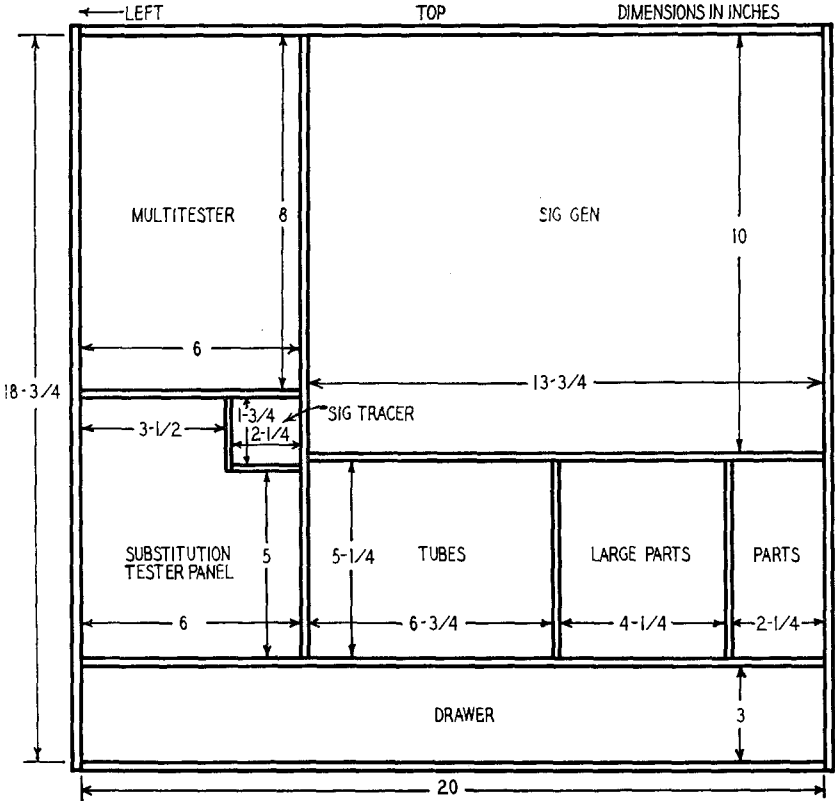 ←LEFT
TOP
DIMENSIONS IN INCHES
MULTITESTER
8
SIG GEN
10
6
13-3/4
18-3/4
3-1/2
1-3/4
2-1/4
SIG TRACER
SUBSTITUTION
TESTER PANEL
5
5-1/4
TUBES
LARGE PARTS
PARTS
6
6-3/4
4-1/4
2-1/4
DRAWER
3
20